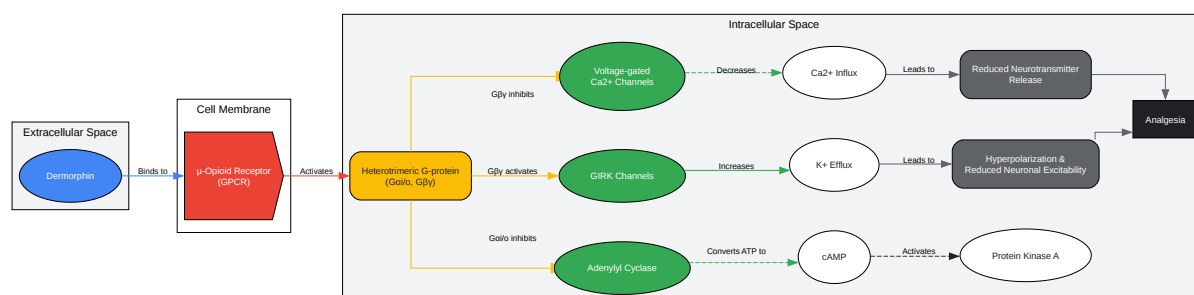 Intracellular Space
Extracellular Space
Dermorphin
Binds to
Cell Membrane
μ-Opioid Receptor
(GPCR)
Activates
Heterotrimeric G-protein
(Gαi/o, Gβγ)
Gβγ inhibits
Voltage-gated
Ca2+ Channels
Decreases
Ca2+ Influx
Leads to
Reduced Neurotransmitter
Release
Analgesia
Gβγ activates
GIRK Channels
Increases
K+ Efflux
Leads to
Hyperpolarization &
Reduced Neuronal Excitability
Gαi/o inhibits
Adenylyl Cyclase
Converts ATP to
cAMP
Activates
Protein Kinase A